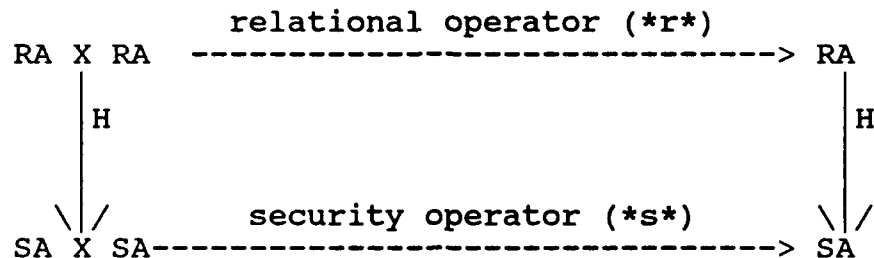 relational operator (*r*)
RA X RA --------------------------------> RA
H H
security operator (*s*)
SA X SA---------------------------------> SA